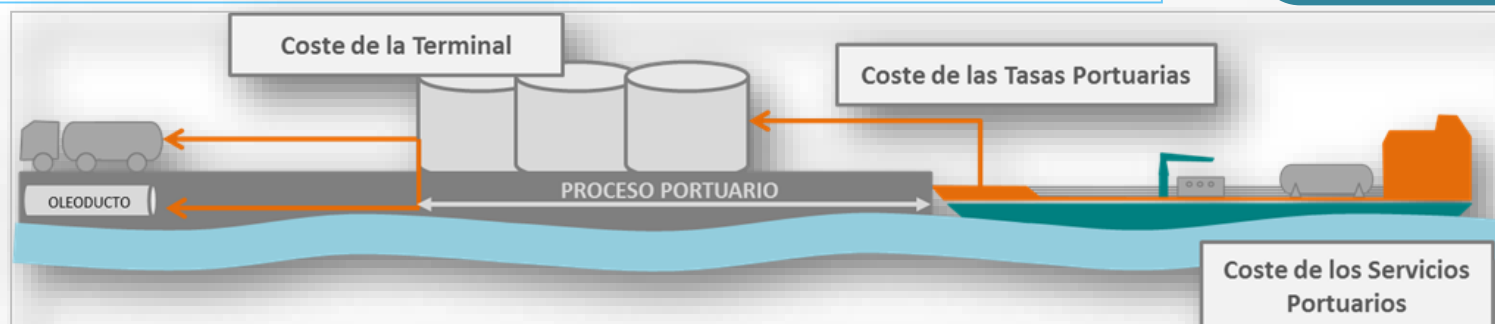 Coste de la Terminal
Coste de las Tasas Portuarias
PROCESO PORTUARIO
OLEODUCTO
Coste de los Servicios
Portuarios